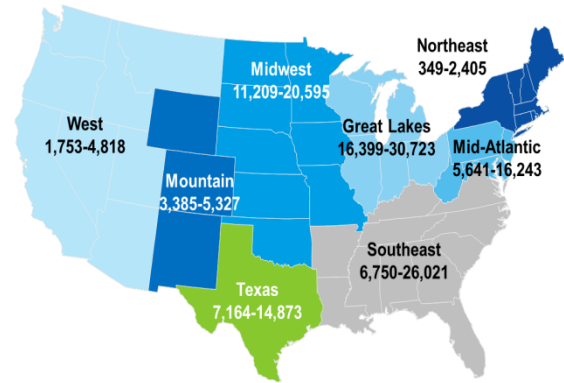 Northeast
349-2,405
Midwest
11,209-20,595
West
1,753-4,818
Great Lakes
16,399-30,723
Mid-Atlantic
5,641-16,243
Mountain
3,385-5,327
Southeast
6,750-26,021
Texas
7,164-14,873